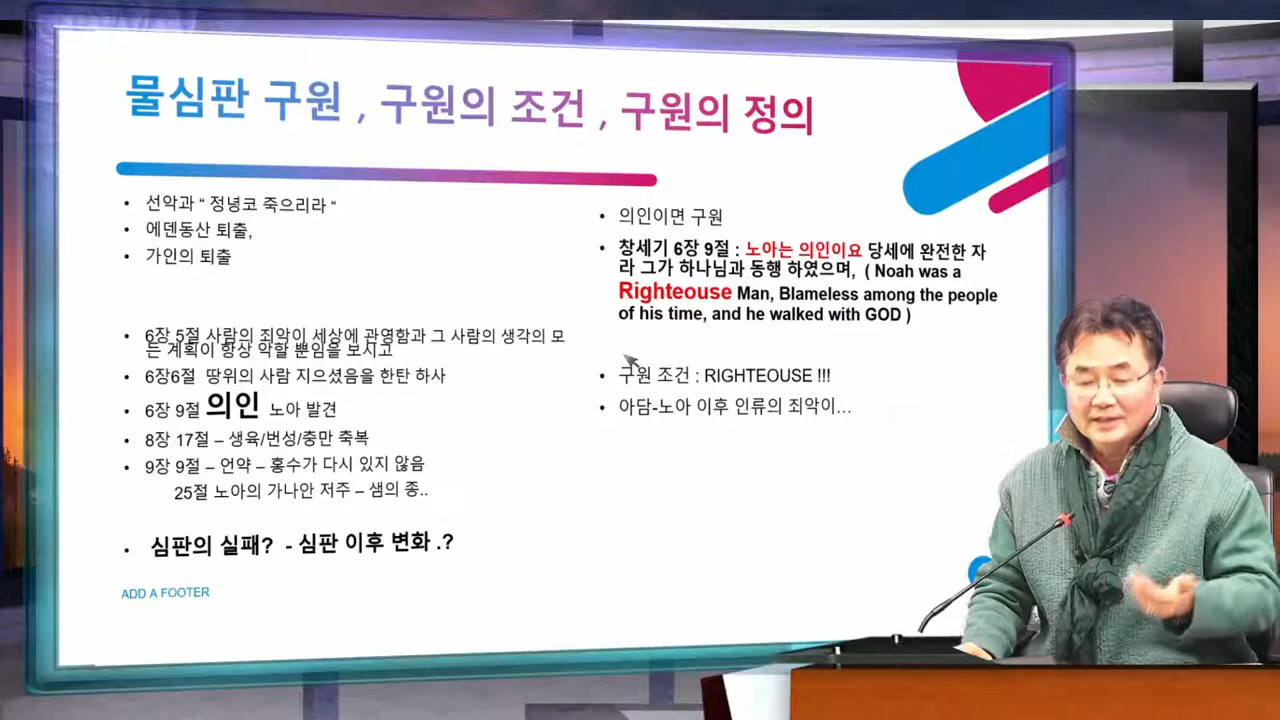 물심판 구원 , 구원의 조건 , 구원의 정의
선악과 “ 정녕코 죽으리라 “
에덴동산 퇴출,
가인의 퇴출
6장 5절 사람의 죄악이 세상에 관영함과 그 사람의 생각의 모
든 계획이 항상 악할 뿐임을 보시고
6장6절 땅위의 사람 지으셨음을 한탄 하사
6장 9절 의인 노아 발견
8장 17절 – 생육/번성/충만 축복
9장 9절 – 언약 – 홍수가 다시 있지 않음
25절 노아의 가나안 저주 – 샘의 종..
심판의 실패? - 심판 이후 변화 .?
ADD A FOOTER
의인이면 구원
창세기 6장 9절 : 노아는 의인이요 당세에 완전한 자
라 그가 하나님과 동행 하였으며, ( Noah was a
Righteouse Man, Blameless among the people
of his time, and he walked with GOD )
구원 조건 : RIGHTEOUSE !!!
아담-노아 이후 인류의 죄악이…